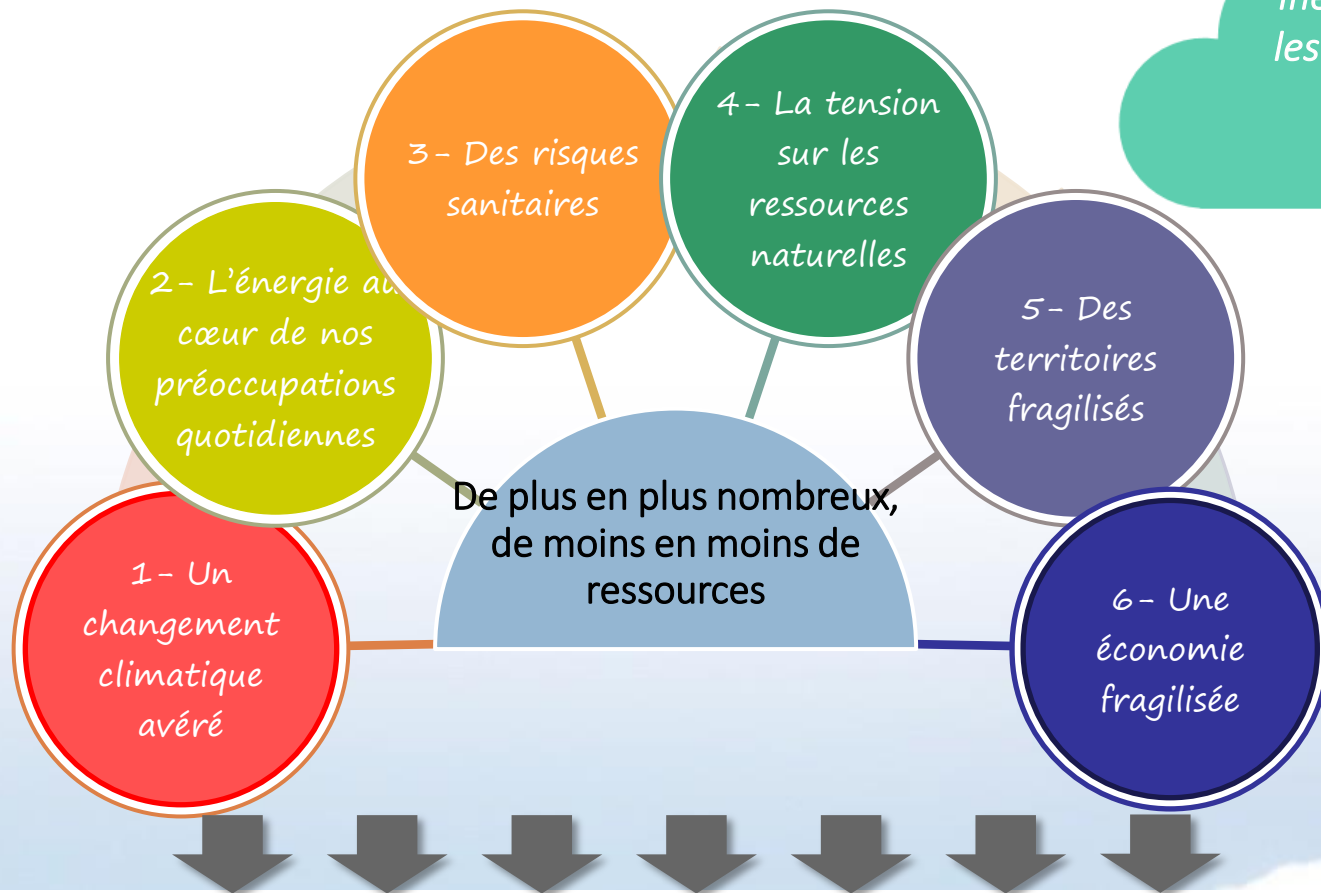 les
3- Des risques
sanitaires
4- La tension
sur les
ressources
naturelles
2- L'énergie au
cœur de nos
préoccupations
quotidiennes
5- Des
territoires
fragilisés
De plus en plus nombreux,
de moins en moins de
ressources
1- Un
changement
climatique
avéré
6- Une
économie
fragilisée